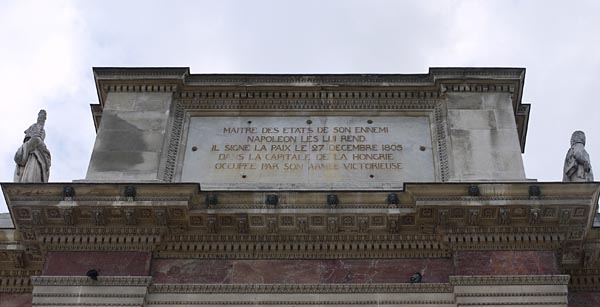 MAITRE DES ETATS DE SON ENNEMI
NAPOLEON LES LUI REND
IL SIGNE LA PAIX LE 27 DECEMBRE 1805
DANS LA CAPITALE DE LA HONGRIE
OCCUPEE PAR SON ARMEE VICTORIEUSE